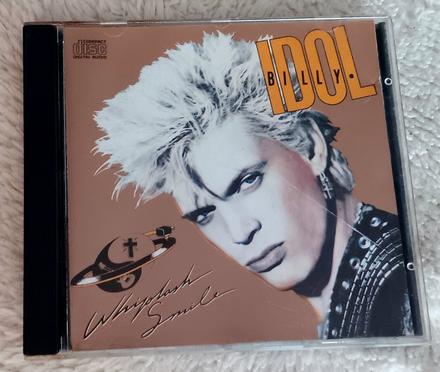 COMPACT
disc
DIGITAL AUDIO
BILLY.
IDOL
Whiplash
Smile